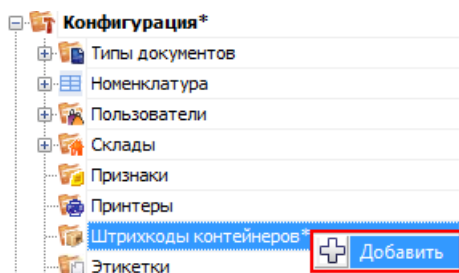 Конфигурация*
Типы документов
Номенклатура
Пользователи
Склады
Признаки
Принтеры
Штрихкоды контейнеров*
Добавить
Этикетки